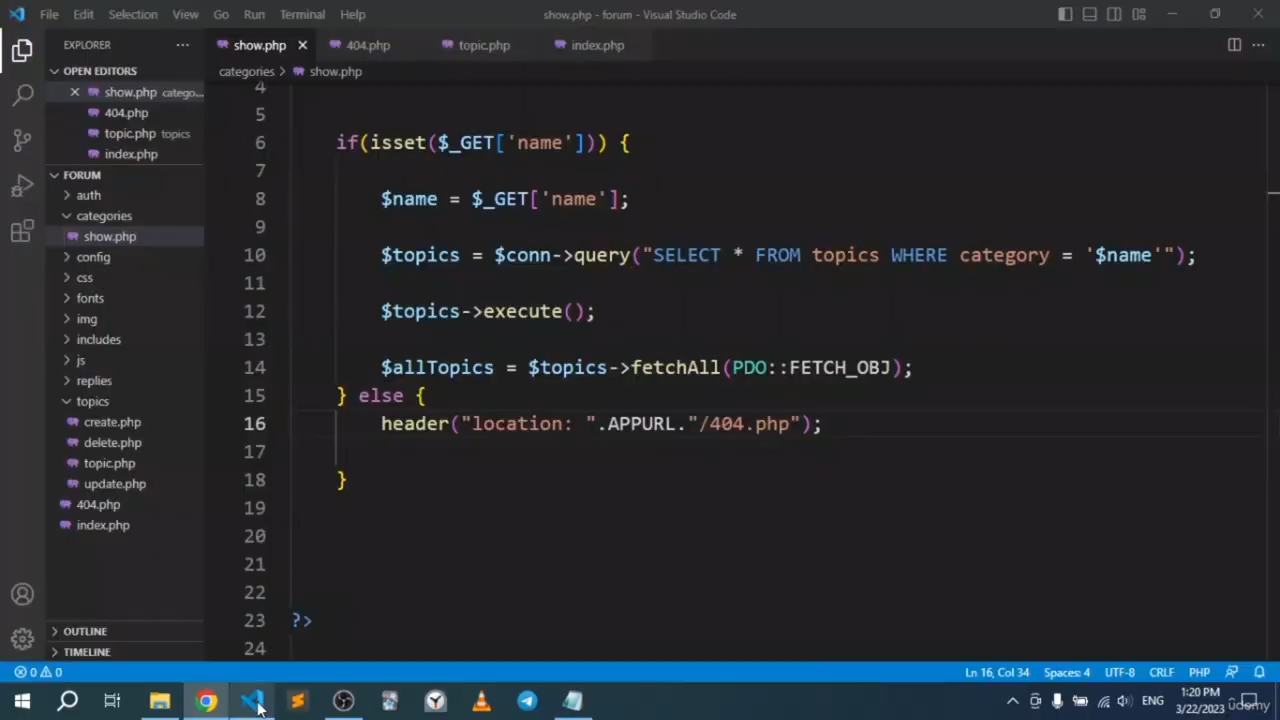 File Edit Selection View Go Run Terminal Help show.php - forum - Visual Studio Code
EXPLORER
OPEN EDITORS
show.php catego...
404.php
topic.php topics
index.php
FORUM
auth
categories
show.php
config
css
fonts
img
includes
js
replies
topics
create.php
delete.php
topic.php
update.php
404.php
index.php
OUTLINE
TIMELINE
show.php 404.php topic.php index.php
categories > show.php
4
5
6 if(isset($_GET['name'])) {
7
8 $name = $_GET['name'];
9
10 $topics = $conn->query("SELECT * FROM topics WHERE category = '$name'");
11
12 $topics->execute();
13
14 $allTopics = $topics->fetchAll(PDO::FETCH_OBJ);
15 } else {
16 header("location: ".APPURL."/404.php");
17
18 }
19
20
21
22
23 ?>
24
0 0 Ln 16, Col 34 Spaces: 4 UTF-8 CRLF PHP
ENG 1:20 PM
3/22/2023
udemy